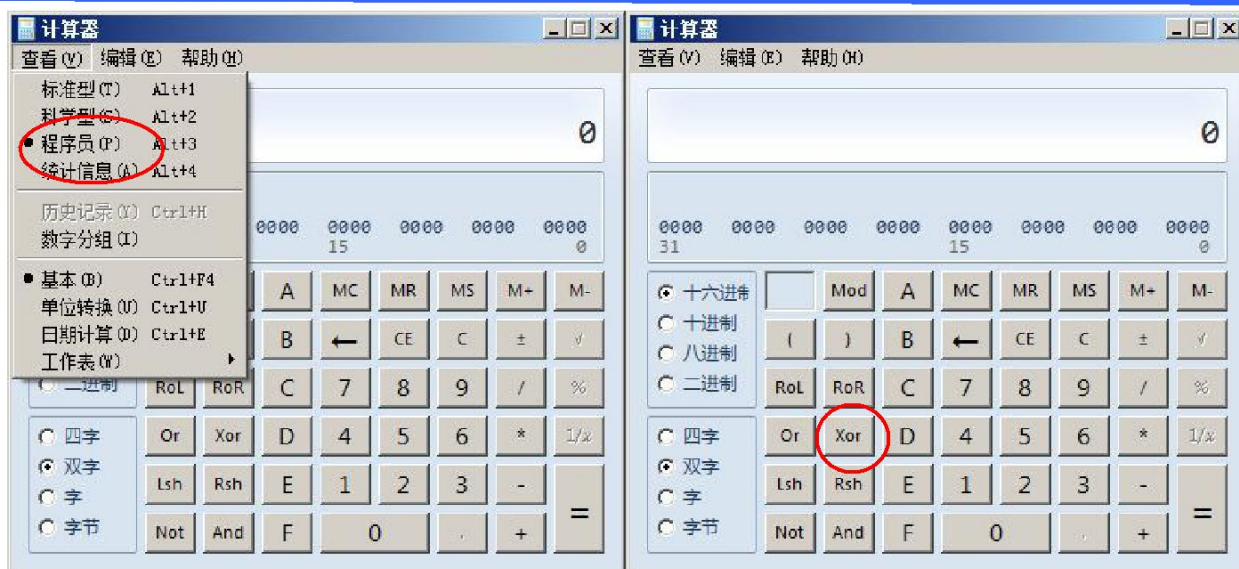 计算器
查看(V) 编辑(E) 帮助(H)
标准型(T) Alt+1
科学型(S) Alt+2
程序员(P) Alt+3
统计信息(A) Alt+4
历史记录(Y) Ctrl+H
数字分组(I)
基本(B) Ctrl+F4
单位转换(U) Ctrl+U
日期计算(D) Ctrl+E
工作表(W)
0
0000 0000 0000 0000 0000
15 0
A MC MR MS M+ M-
B ← CE C ± √
二进制 RoL RoR C 7 8 9 / %
四字 Or Xor D 4 5 6 * 1/x
双字
字 Lsh Rsh E 1 2 3 - =
字节 Not And F 0 . +
计算器
查看(V) 编辑(E) 帮助(H)
0
0000 0000 0000 0000 0000 0000 0000 0000
31 15 0
十六进制 Mod A MC MR MS M+ M-
十进制
八进制 ( ) B ← CE C ± √
二进制 RoL RoR C 7 8 9 / %
四字 Or Xor D 4 5 6 * 1/x
双字
字 Lsh Rsh E 1 2 3 - =
字节 Not And F 0 . +